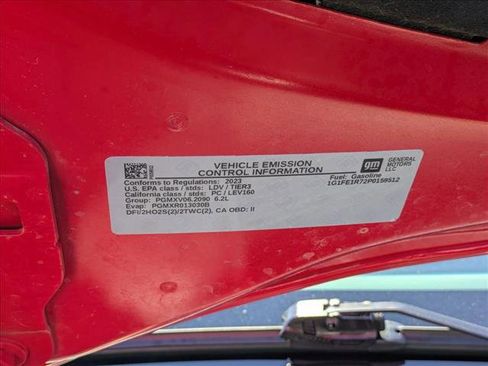 VEHICLE EMISSION
CONTROL INFORMATION
gm
GENERAL MOTORS
LLC
Conforms to Regulations: 2023
Fuel: Gasoline
U.S. EPA class / stds: LDV / TIER3
1G1FE1R72P0159512
California class / stds: PC / LEV160
Group: PGMXV06.2090 6.2L
Evap: PGMXR013030B
DFI/2HO2S(2)/2TWC(2), CA OBD: II